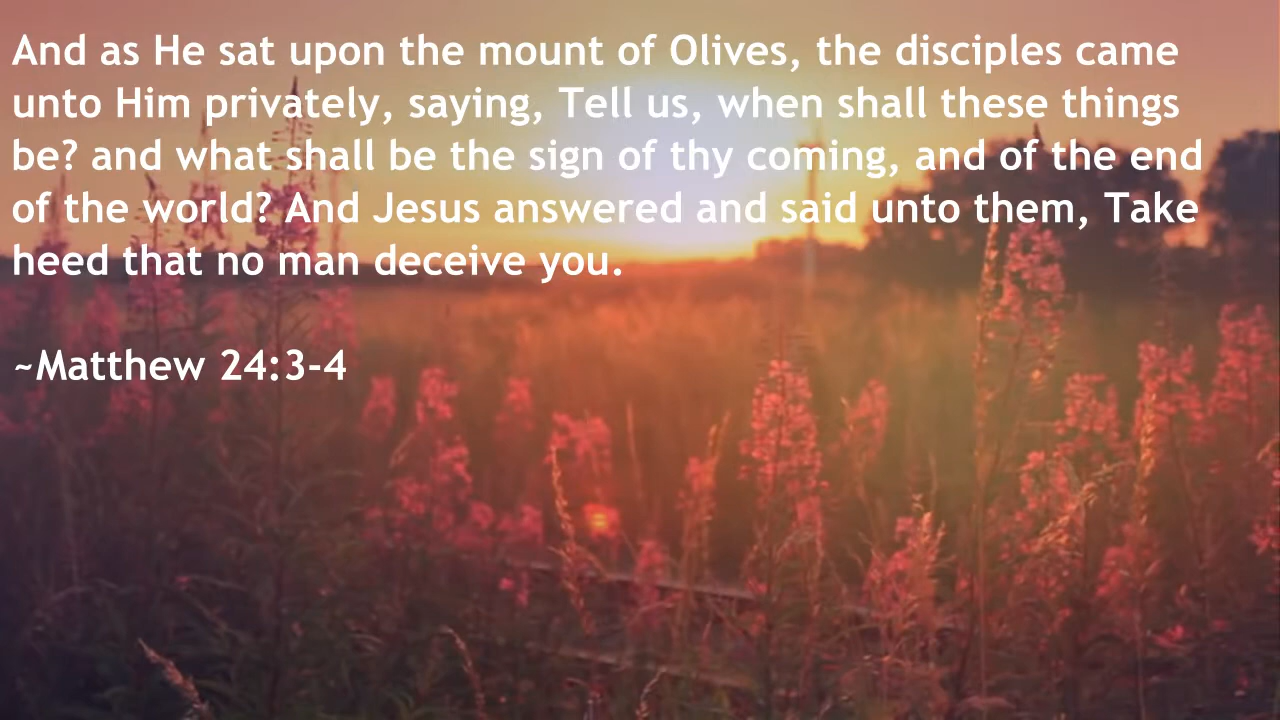 And as He sat upon the mount of Olives, the disciples came
unto Him privately, saying, Tell us, when shall these things
be? and what shall be the sign of thy coming, and of the end
of the world? And Jesus answered and said unto them, Take
heed that no man deceive you.
~Matthew 24:3-4